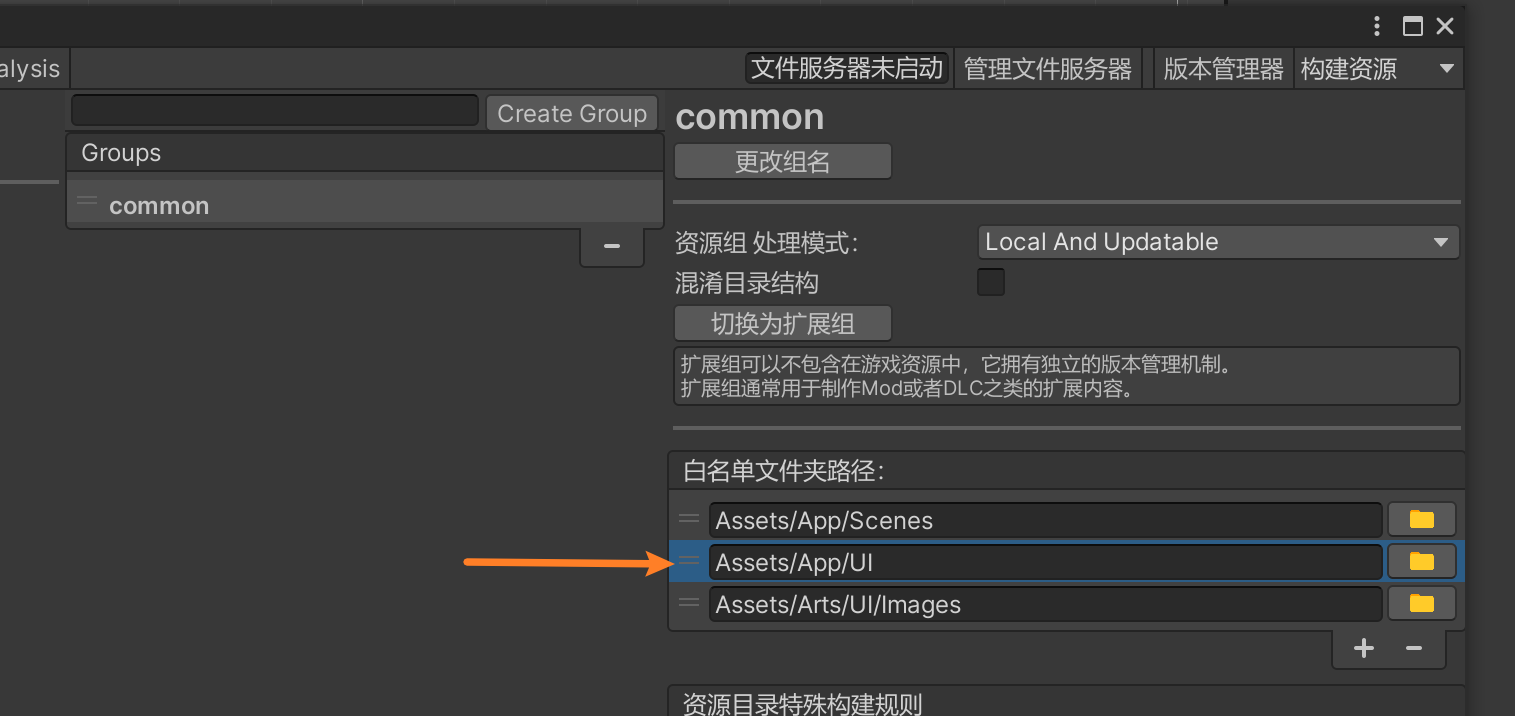 alysis
文件服务器未启动
管理文件服务器
版本管理器
构建资源
Create Group
Groups
common
common
更改组名
资源组 处理模式：
Local And Updatable
混淆目录结构
切换为扩展组
扩展组可以不包含在游戏资源中，它拥有独立的版本管理机制。
扩展组通常用于制作Mod或者DLC之类的扩展内容。
白名单文件夹路径：
Assets/App/Scenes
Assets/App/UI
Assets/Arts/UI/Images
资源目录特殊构建规则